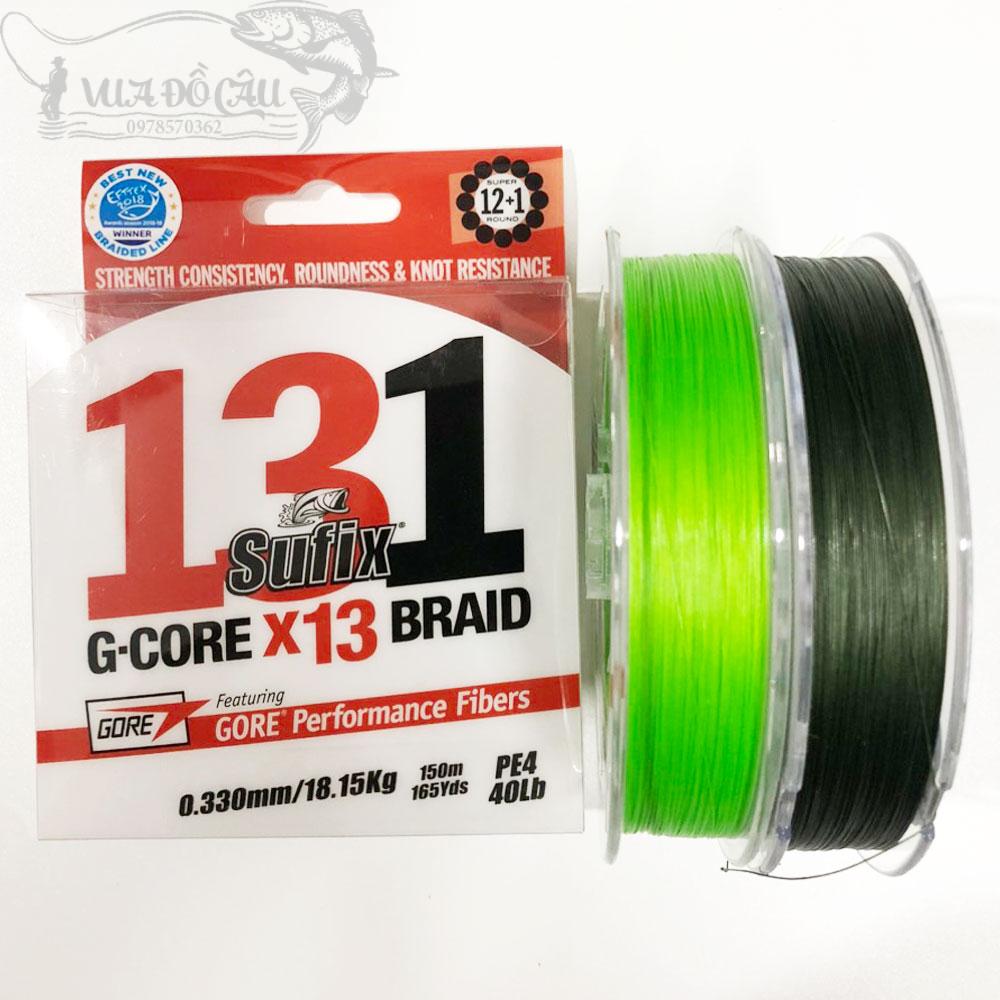 VUA ĐỒ CÂU
0978570362
BEST NEW
EFTTEX
2018
WINNER
BRAIDED LINE
SUPER
12+1
ROUND
STRENGTH CONSISTENCY, ROUNDNESS & KNOT RESISTANCE
131
Sufix®
G-CORE X13 BRAID
GORE
Featuring
GORE® Performance Fibers
0.330mm/18.15Kg
150m
165Yds
PE4
40Lb